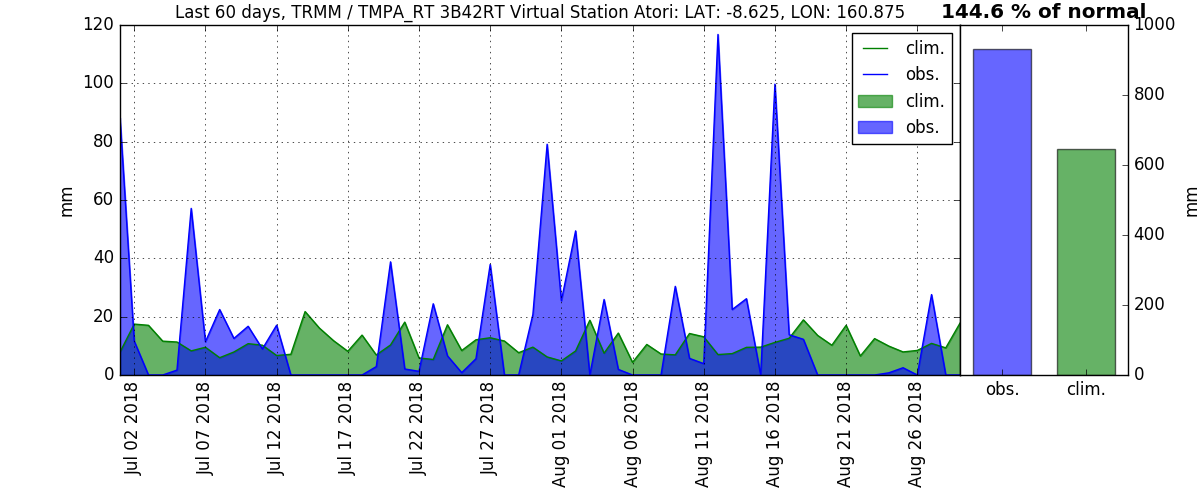 Last 60 days, TRMM / TMPA_RT 3B42RT Virtual Station Atori: LAT: -8.625, LON: 160.875
144.6 % of normal
120
100
80
60
40
20
0
mm
clim.
obs.
clim.
obs.
Jul 02 2018
Jul 07 2018
Jul 12 2018
Jul 17 2018
Jul 22 2018
Jul 27 2018
Aug 01 2018
Aug 06 2018
Aug 11 2018
Aug 16 2018
Aug 21 2018
Aug 26 2018
1000
800
600
400
200
0
mm
obs.
clim.